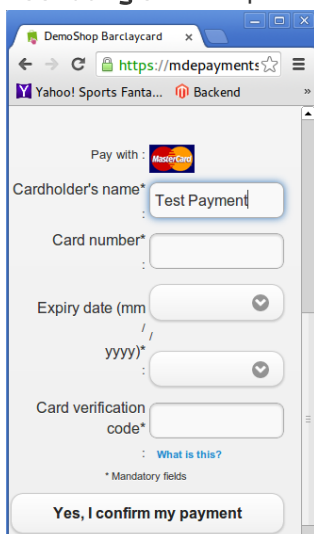 DemoShop Barclaycard
https://mdepayments
Yahoo! Sports Fanta... Backend »
Pay with : MasterCard
Cardholder's name*
: Test Payment
Card number*
:
Expiry date (mm
/ /
yyyy)*
:
Card verification
code*
: What is this?
* Mandatory fields
Yes, I confirm my payment